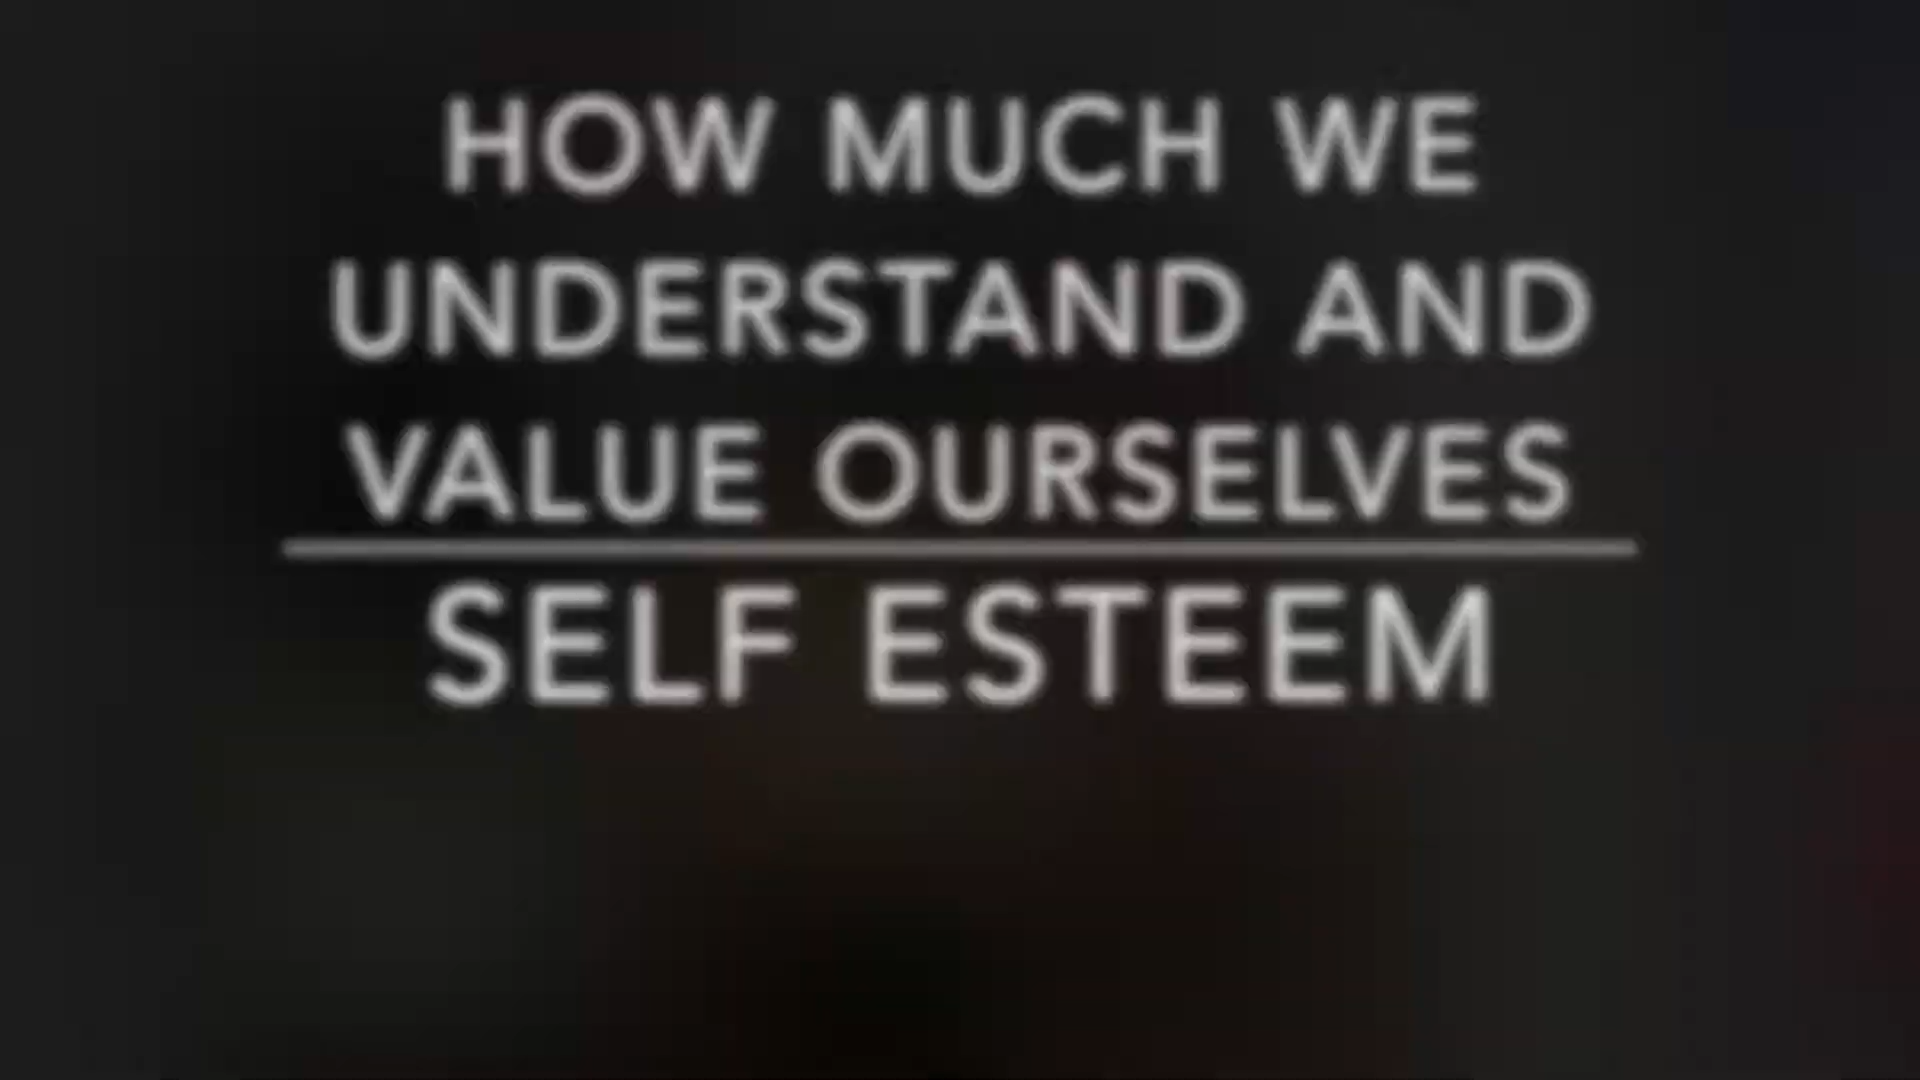 HOW MUCH WE
UNDERSTAND AND
VALUE OURSELVES
SELF ESTEEM